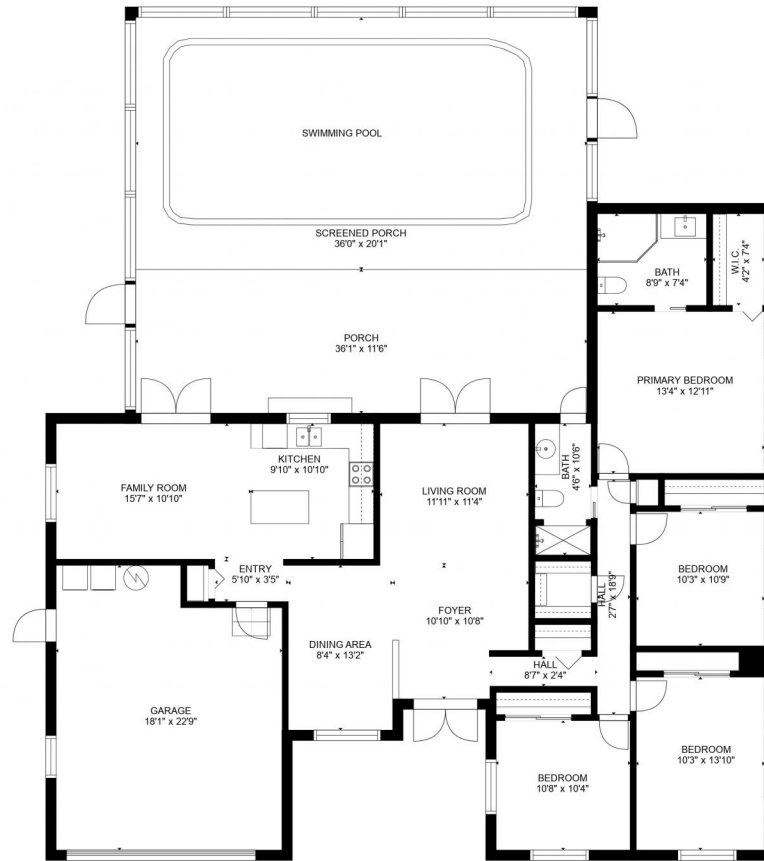 SWIMMING POOL
SCREENED PORCH
36'0" x 20'1"
BATH
8'9" x 7'4"
W.I.C.
4'2" x 7'4"
PORCH
36'1" x 11'6"
PRIMARY BEDROOM
13'4" x 12'11"
KITCHEN
9'10" x 10'10"
BATH
4'6" x 10'6"
FAMILY ROOM
15'7" x 10'10"
LIVING ROOM
11'11" x 11'4"
ENTRY
5'10" x 3'5"
BEDROOM
10'3" x 10'9"
HALL
2'7" x 18'9"
FOYER
10'10" x 10'8"
DINING AREA
8'4" x 13'2"
HALL
8'7" x 2'4"
GARAGE
18'1" x 22'9"
BEDROOM
10'3" x 13'10"
BEDROOM
10'8" x 10'4"